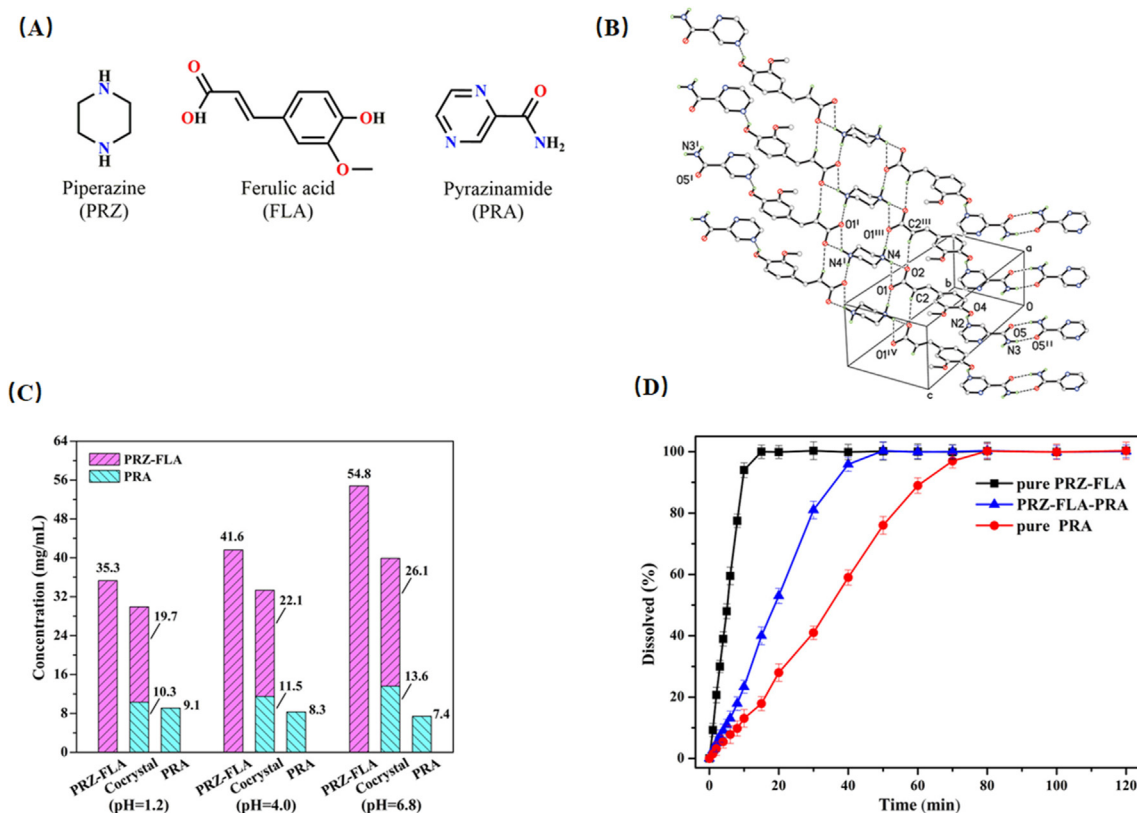 (A)
H
N
N
H
Piperazine
(PRZ)
O
OH
OH
O
Ferulic acid
(FLA)
N
N
O
NH₂
Pyrazinamide
(PRA)
(B)
N3ᴵ
O5ᴵ
O1ᴵ
O1ᴵᴵᴵ
C2ᴵᴵᴵ
N4ᴵ
N4
O2
O1
C2
O1ᴵⱽ
a
b
O
O4
N2
O5
N3
O5ᴵᴵ
c
(C)
PRZ-FLA
PRA
Concentration (mg/mL)
64
56
48
40
32
24
16
8
0
35.3
19.7
10.3
9.1
41.6
22.1
11.5
8.3
54.8
26.1
13.6
7.4
PRZ-FLA
Cocrystal
PRA
(pH=1.2)
PRZ-FLA
Cocrystal
PRA
(pH=4.0)
PRZ-FLA
Cocrystal
PRA
(pH=6.8)
(D)
Dissolved (%)
100
80
60
40
20
0
pure PRZ-FLA
PRZ-FLA-PRA
pure PRA
0 20 40 60 80 100 120
Time (min)